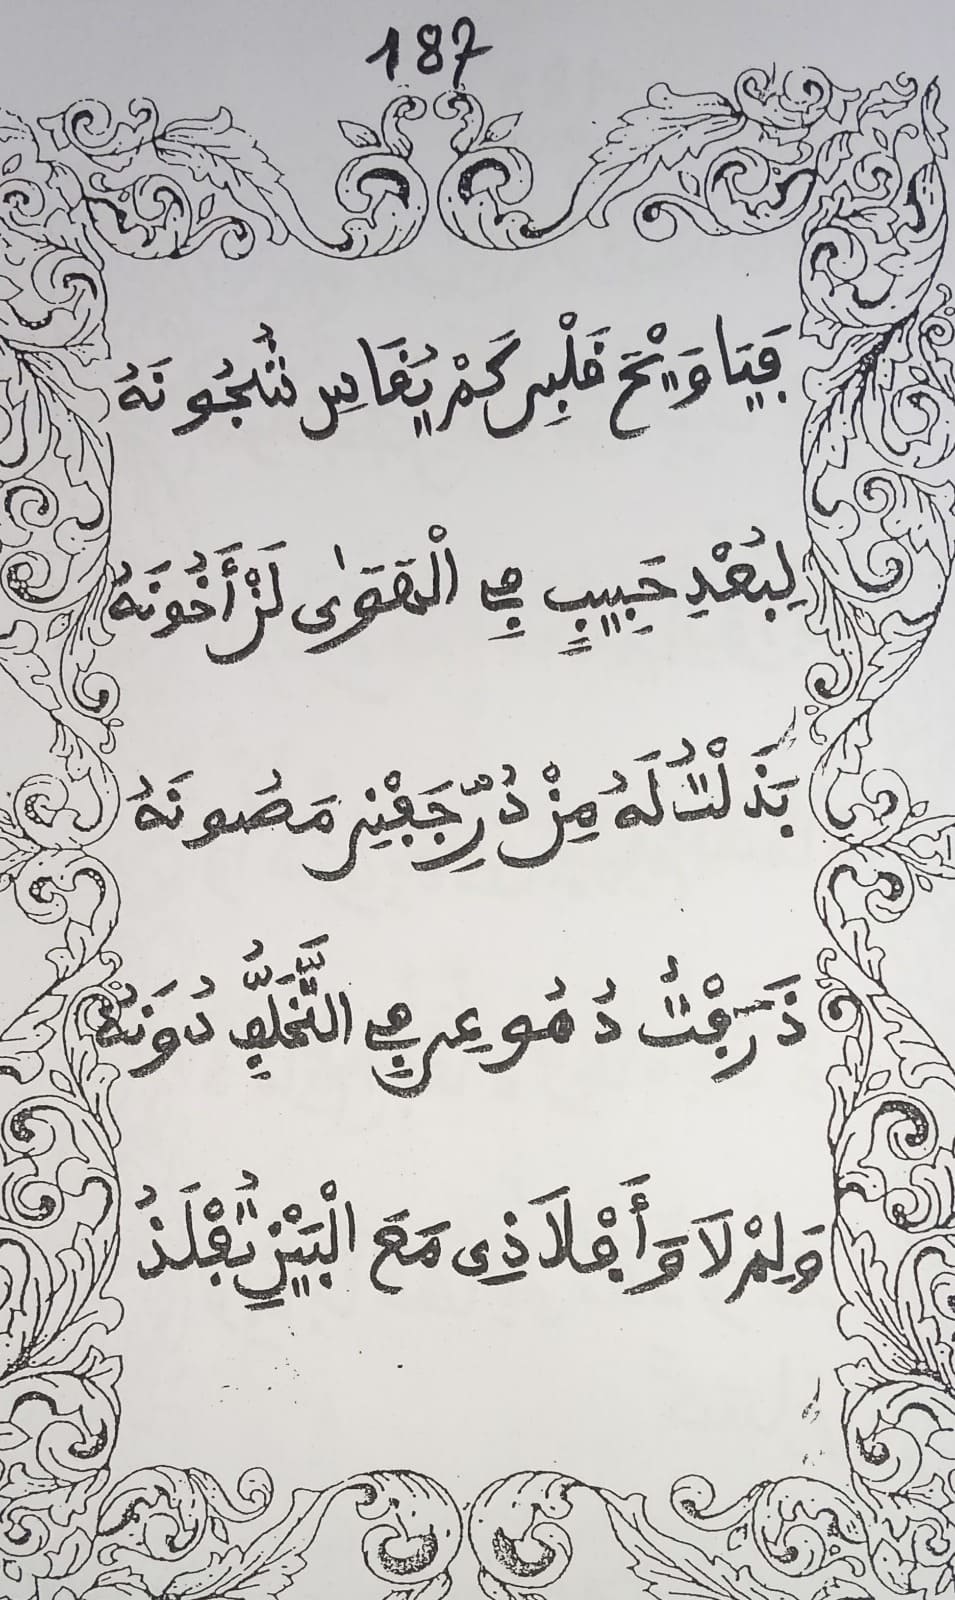 187
فَيَا وَيْحَ قَلْبِي كَمْ يُقَاسِي شُجُونَهُ
لِبُعْدِ حَبِيبٍ فِي الْهَوَى لَنْ أَخُونَهُ
بَذَلْتُ لَهُ مِنْ دُرِّ جَفْنِي مَصُونَهُ
ذَرَفْتُ دُمُوعِي فِي التَّخَلُّفِ دُونَهُ
وَلِمْ لَا وَأَفْلَاذِي مَعَ الْبَيْنِ تُفْلَذُ